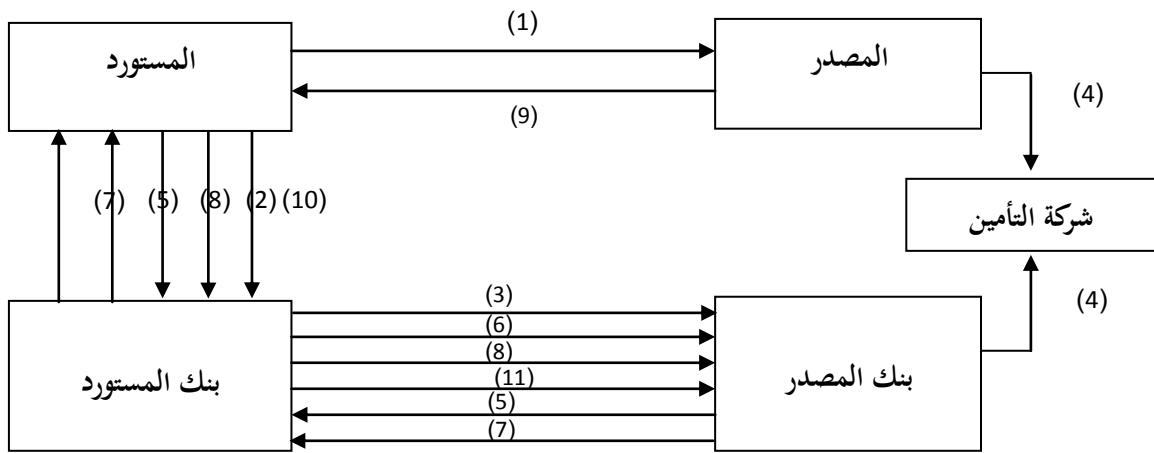 (1)
المستورد
المصدر
(4)
(9)
(7) (5) (8) (2) (10)
شركة التأمين
(3)
(4)
(6)
(8)
بنك المستورد
بنك المصدر
(11)
(5)
(7)